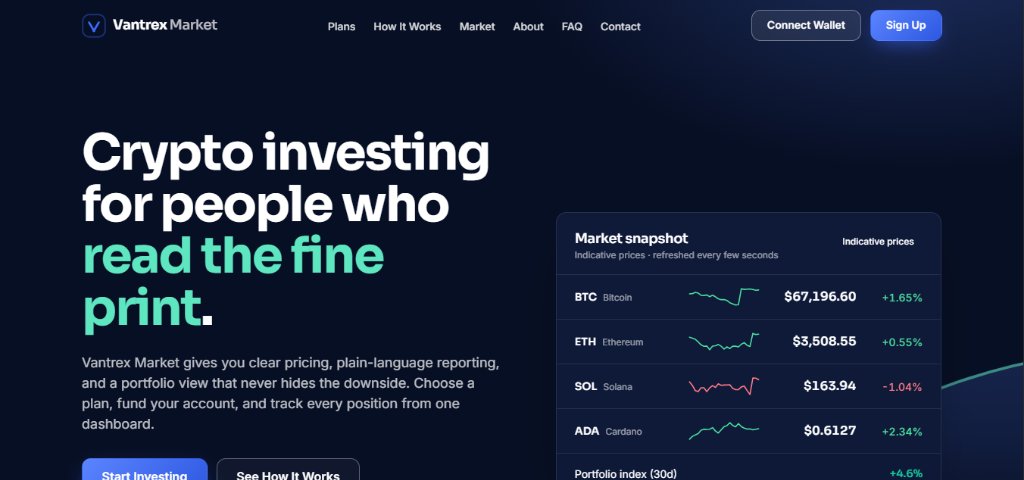 Vantrex Market
Plans
How It Works
Market
About
FAQ
Contact
Connect Wallet
Sign Up
Crypto investing
for people who
read the fine
print.
Vantrex Market gives you clear pricing, plain-language reporting,
and a portfolio view that never hides the downside. Choose a
plan, fund your account, and track every position from one
dashboard.
Start Investing
See How It Works
Market snapshot
Indicative prices · refreshed every few seconds
Indicative prices
BTC Bitcoin $67,196.60 +1.65%
ETH Ethereum $3,508.55 +0.55%
SOL Solana $163.94 -1.04%
ADA Cardano $0.6127 +2.34%
Portfolio index (30d) +4.6%